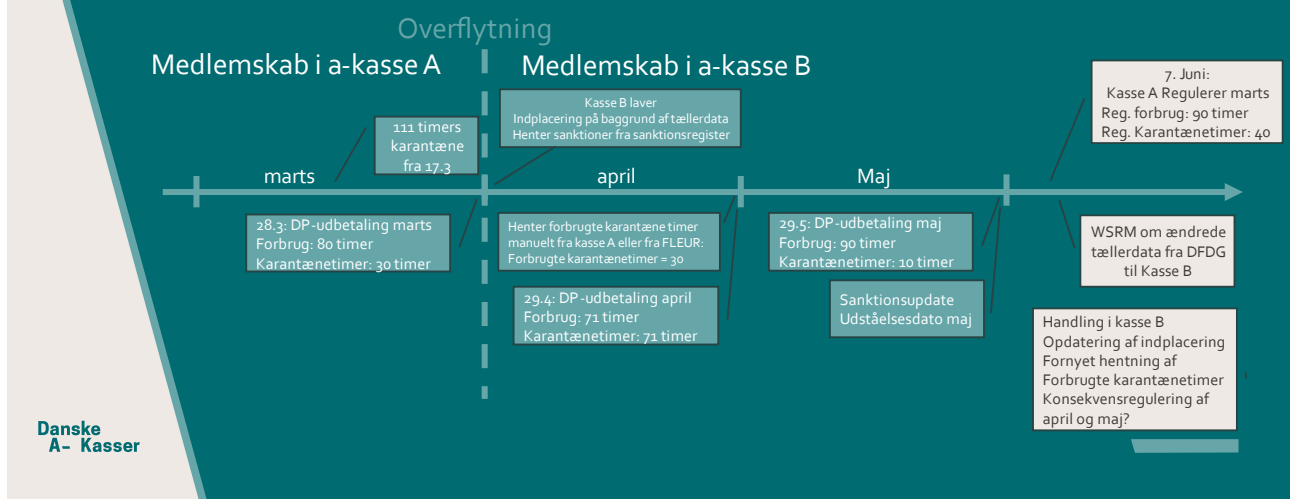 Overflytning
Medlemskab i a-kasse A
Medlemskab i a-kasse B
111 timers
karantæne
fra 17.3
Kasse B laver
Indplacering på baggrund af tællerdata
Henter sanktioner fra sanktionsregister
7. Juni:
Kasse A Regulerer marts
Reg. forbrug: 90 timer
Reg. Karantænetimer: 40
marts
april
Maj
28.3: DP-udbetaling marts
Forbrug: 80 timer
Karantænetimer: 30 timer
Henter forbrugte karantæne timer
manuelt fra kasse A eller fra FLEUR:
Forbrugte karantænetimer = 30
29.4: DP-udbetaling april
Forbrug: 71 timer
Karantænetimer: 71 timer
29.5: DP-udbetaling maj
Forbrug: 90 timer
Karantænetimer: 10 timer
Sanktionsupdate
Udståelsesdato maj
WSRM om ændrede
tællerdata fra DFDG
til Kasse B
Handling i kasse B
Opdatering af indplacering
Fornyet hentning af
Forbrugte karantænetimer
Konsekvensregulering af
april og maj?
Danske
A- Kasser